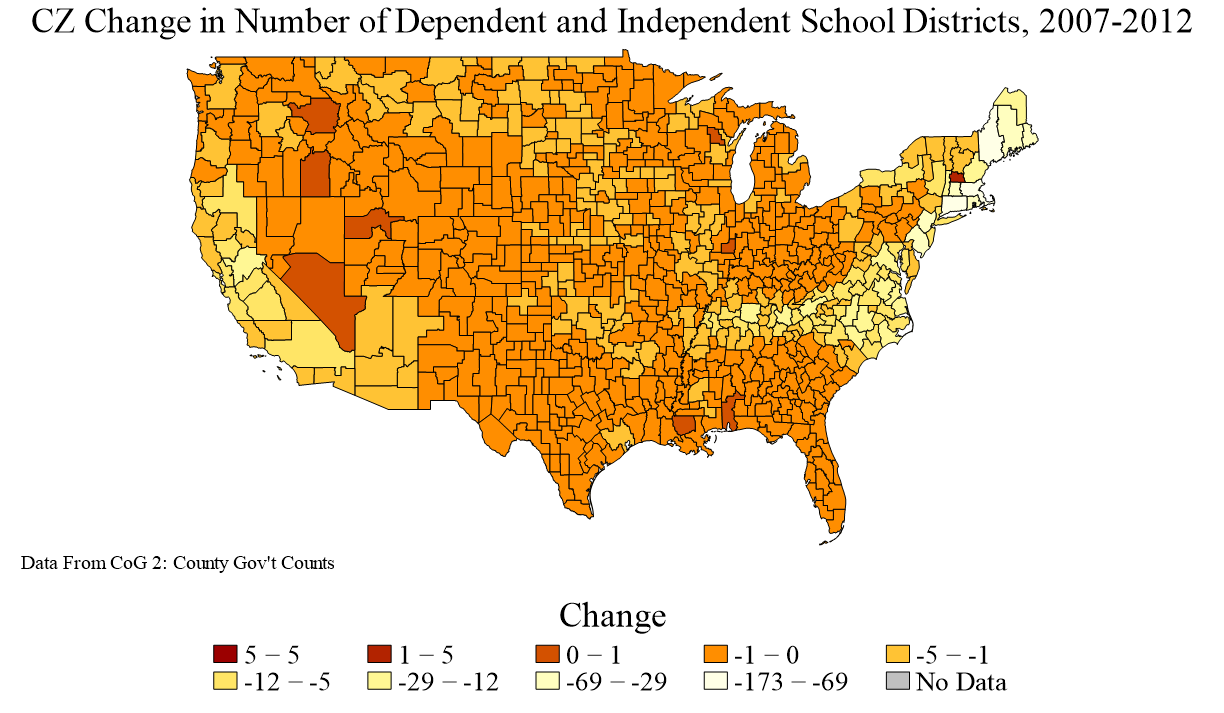 CZ Change in Number of Dependent and Independent School Districts, 2007-2012
Data From CoG 2: County Gov't Counts
Change
5 – 5 1 – 5 0 – 1 -1 – 0 -5 – -1
-12 – -5 -29 – -12 -69 – -29 -173 – -69 No Data